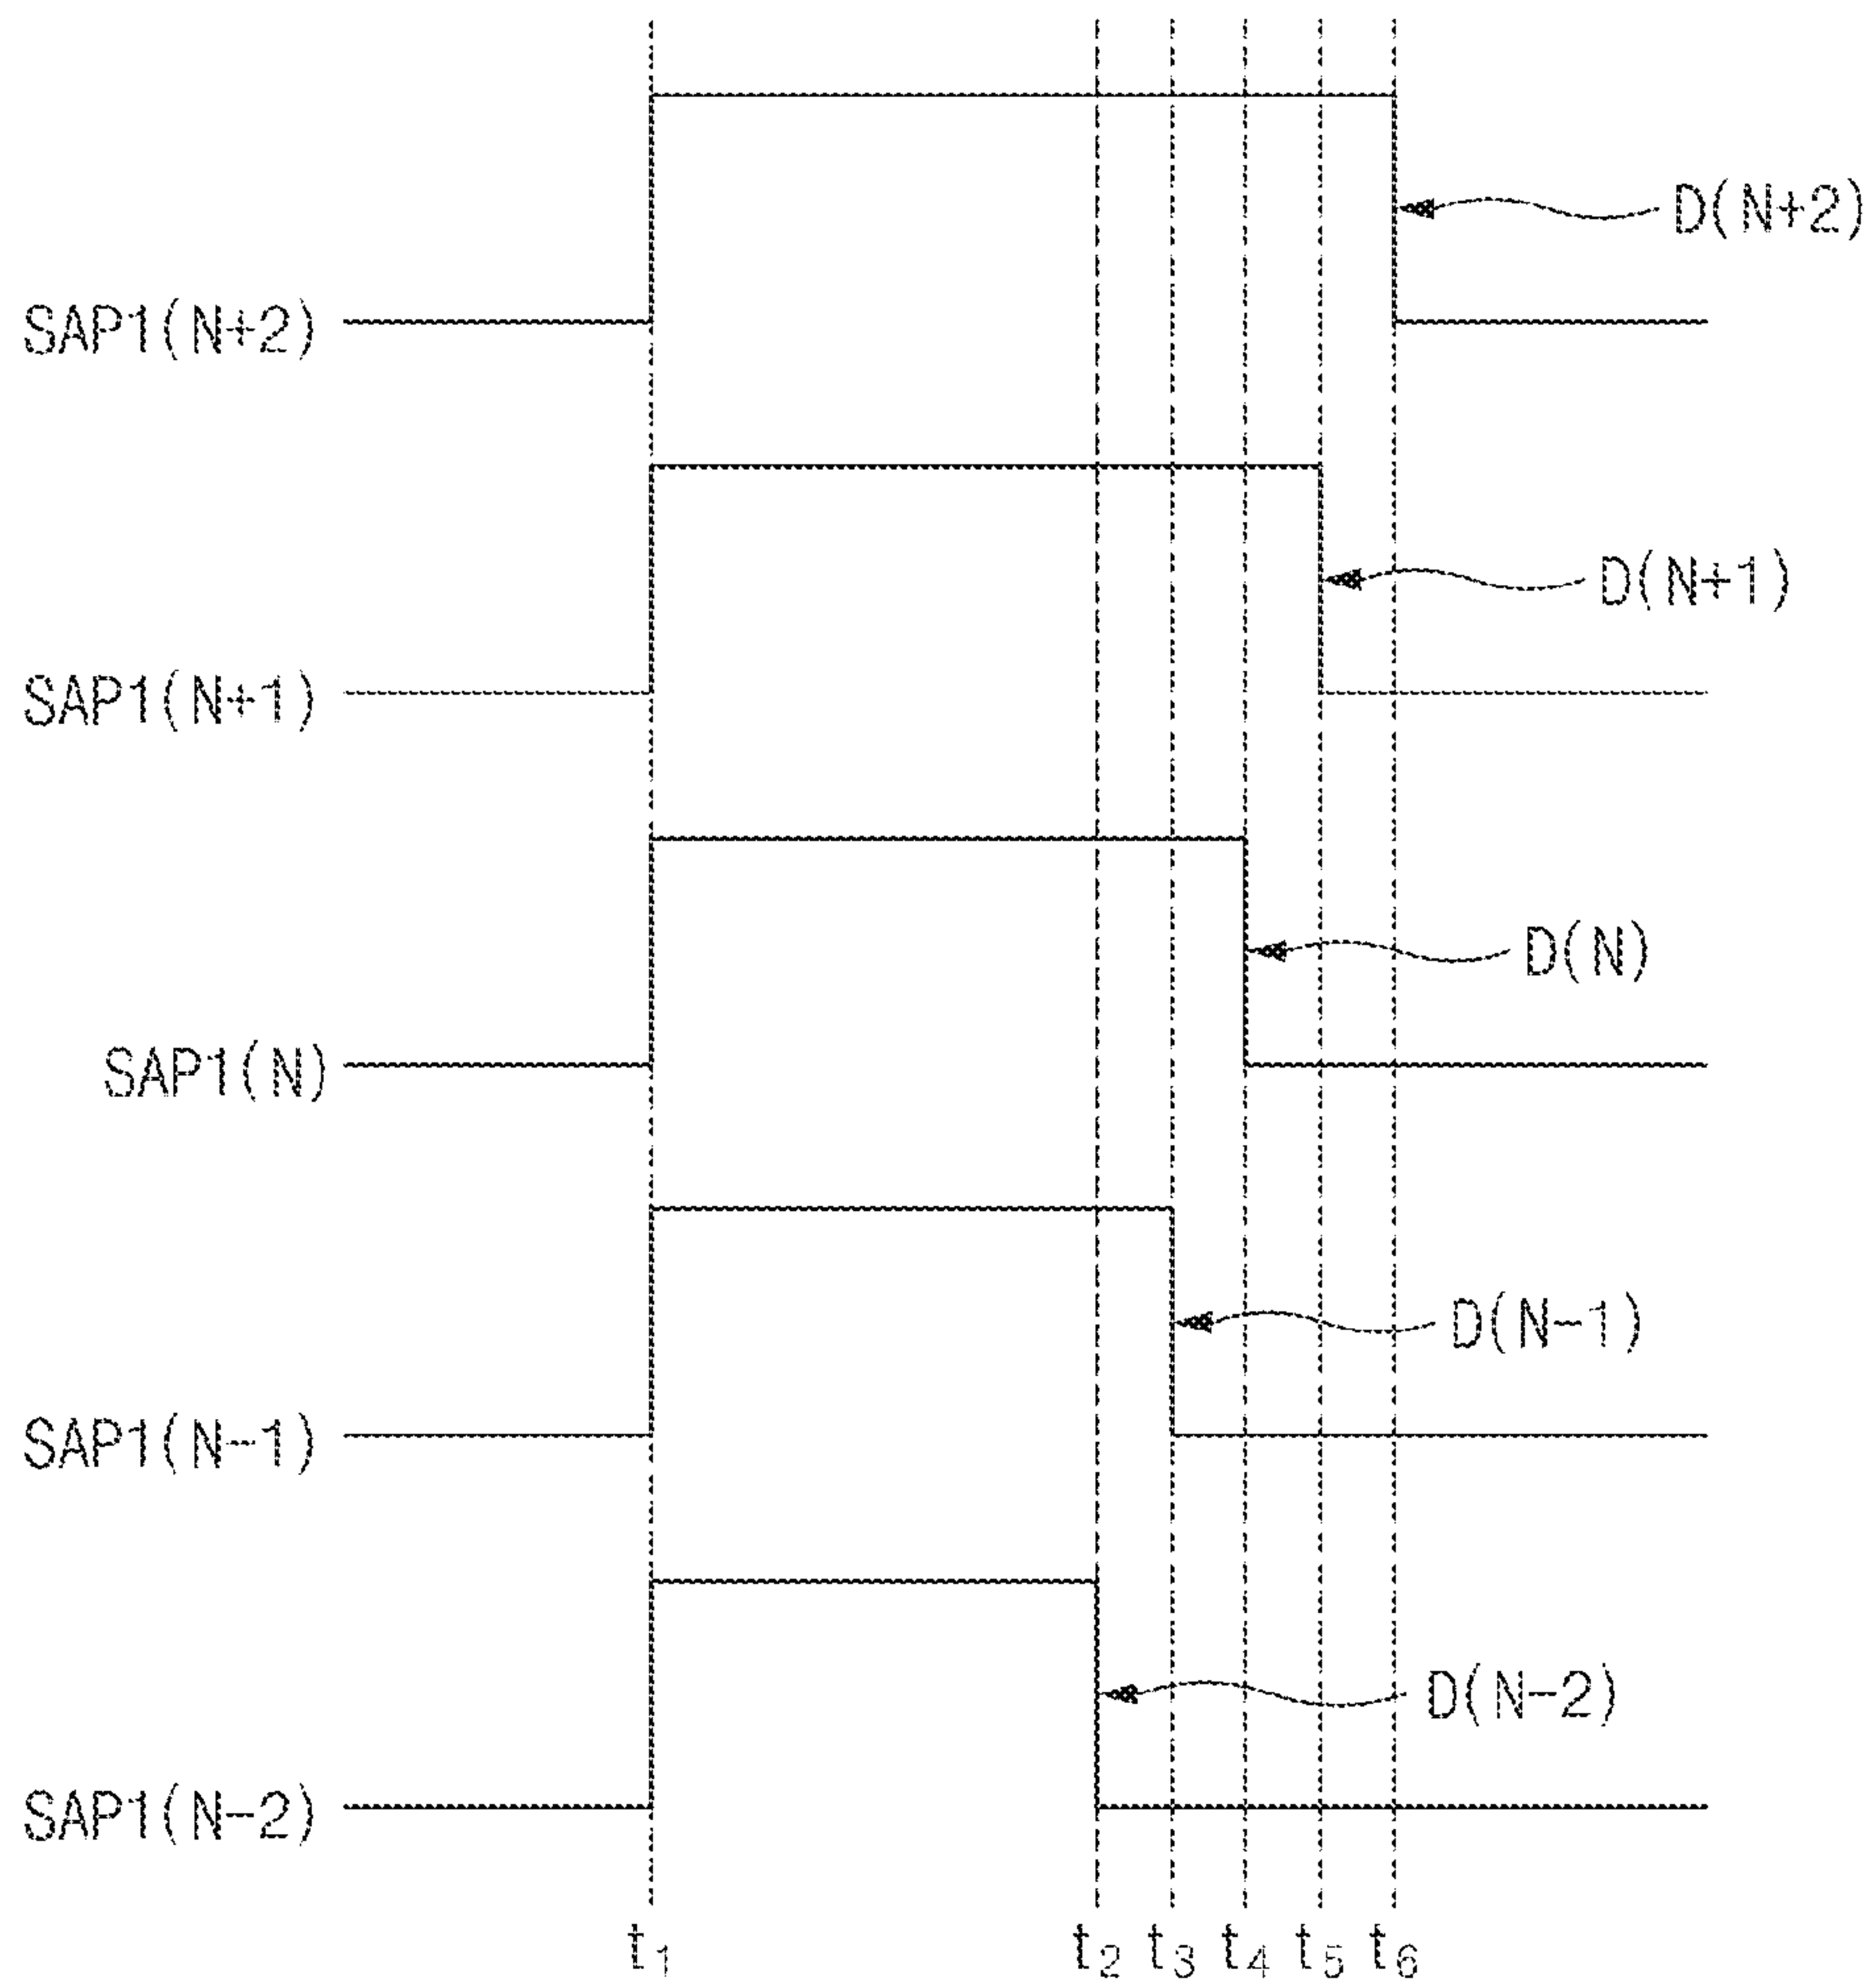 D(N+2)
SAP1(N+2)
D(N+1)
SAP1(N+1)
D(N)
SAP1(N)
D(N-1)
SAP1(N-1)
D(N-2)
SAP1(N-2)
t1 t2 t3 t4 t5 t6